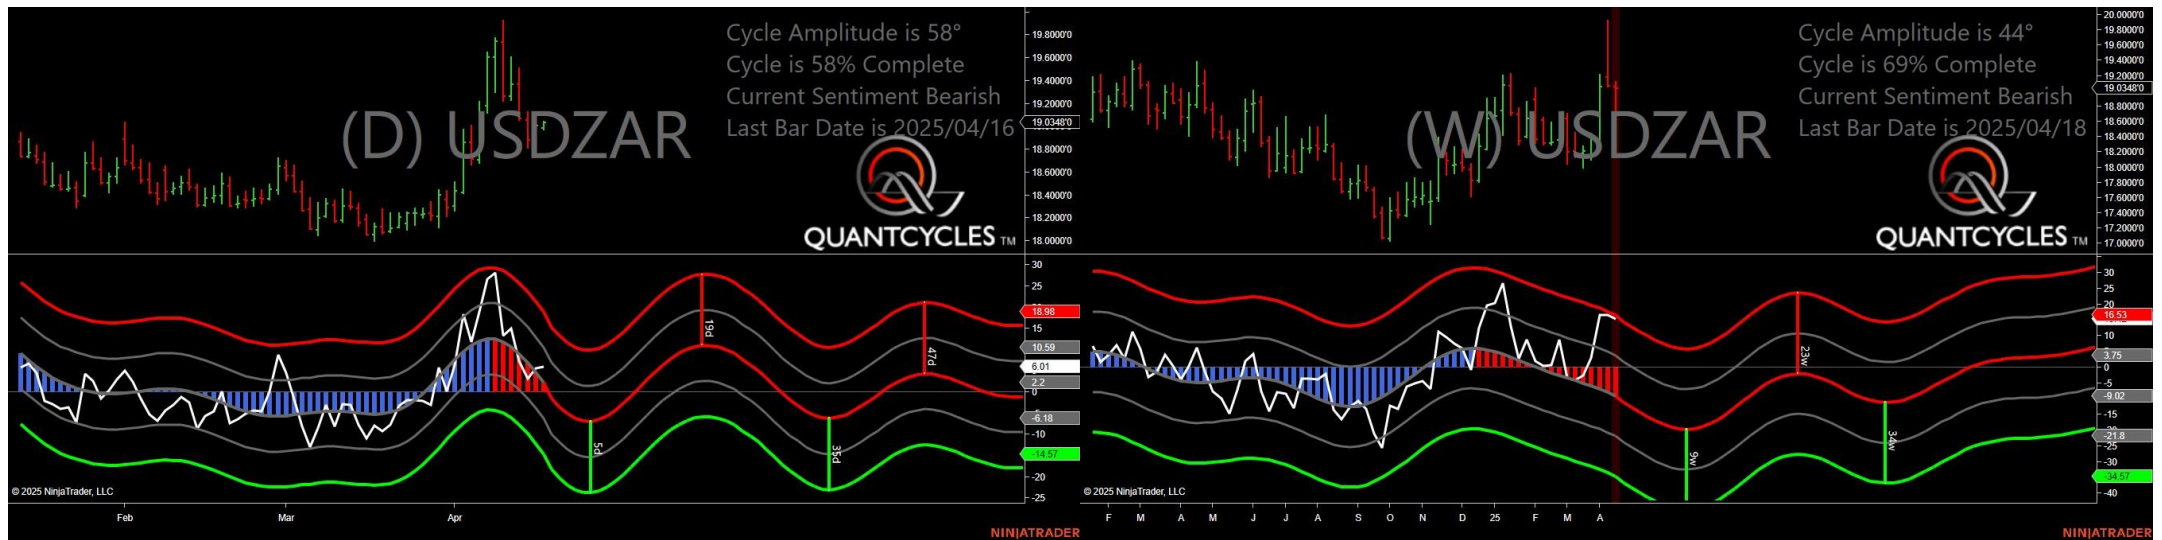 Cycle Amplitude is 58°
Cycle is 58% Complete
Current Sentiment Bearish
Last Bar Date is 2025/04/16
(D) USDZAR
QUANTCYCLES TM
19.8000'0
19.6000'0
19.4000'0
19.2000'0
19.0348'0
18.8000'0
18.6000'0
18.4000'0
18.2000'0
18.0000'0
30
25
18.98
15
10.59
6.01
2.2
0
-6.18
-10
-14.57
-20
-25
19d
47d
5d
35d
© 2025 NinjaTrader, LLC
Feb Mar Apr
NINJATRADER
Cycle Amplitude is 44°
Cycle is 69% Complete
Current Sentiment Bearish
Last Bar Date is 2025/04/18
(W) USDZAR
QUANTCYCLES TM
20.0000'0
19.8000'0
19.6000'0
19.4000'0
19.2000'0
19.0348'0
18.8000'0
18.6000'0
18.4000'0
18.2000'0
18.0000'0
17.8000'0
17.6000'0
17.4000'0
17.2000'0
17.0000'0
30
25
20
16.53
10
5
3.75
0
-5
-9.02
-15
-21.8
-25
-30
-34.57
-40
23w
9w
34w
© 2025 NinjaTrader, LLC
F M A M J J A S O N D 25 F M A
NINJATRADER